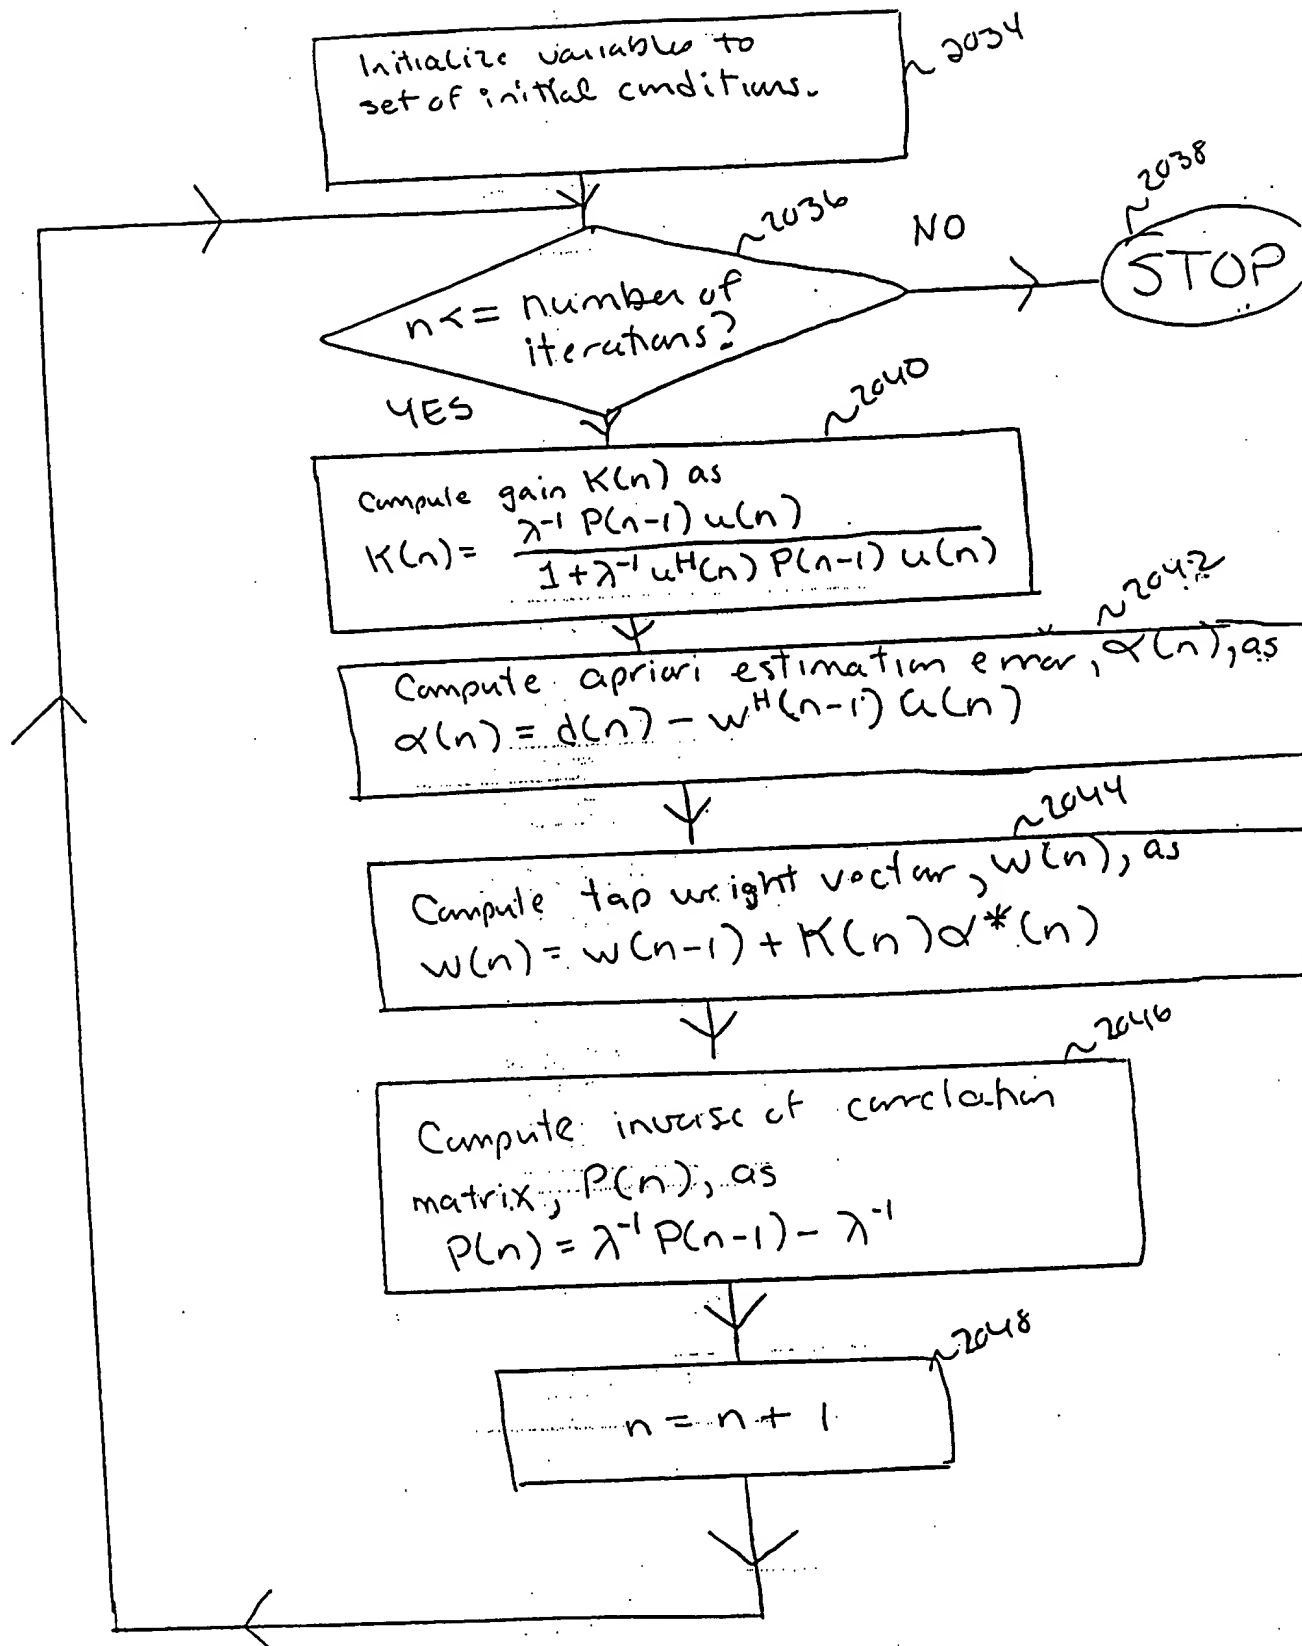 Initialize variables to
set of initial conditions.
~2034
~2036
NO
~2038
STOP
n <= number of
iterations?
YES
~2040
Compute gain K(n) as
K(n) = λ⁻¹ P(n-1) u(n)
1 + λ⁻¹ uᴴ(n) P(n-1) u(n)
~2042
Compute apriori estimation error, α(n), as
α(n) = d(n) - wᴴ(n-1) u(n)
~2044
Compute tap weight vector, w(n), as
w(n) = w(n-1) + K(n) α*(n)
~2046
Compute inverse of correlation
matrix, P(n), as
P(n) = λ⁻¹ P(n-1) - λ⁻¹
~2048
n = n + 1